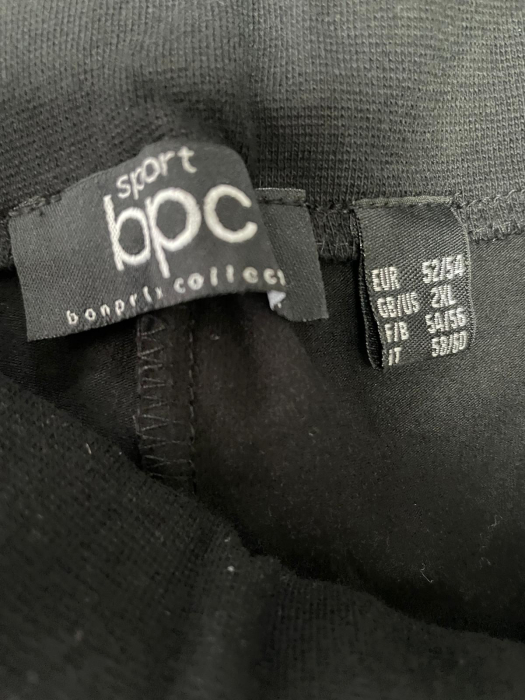 sport
bpc
bonprix collect
EUR 52/54
GB/US 2XL
F/B 54/56
IT 58/60